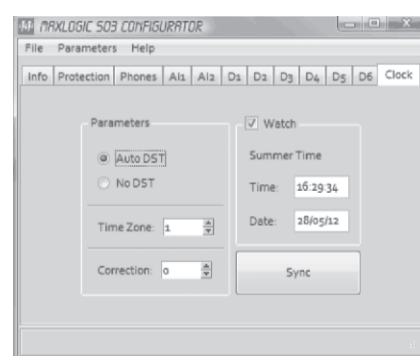 MAXLOGIC S03 CONFIGURATOR
File Parameters Help
Info Protection Phones AI1 AI2 D1 D2 D3 D4 D5 D6 Clock
Parameters
Auto DST
No DST
Time Zone: 1
Correction: 0
Watch
Summer Time
Time: 16:29:34
Date: 28/05/12
Sync